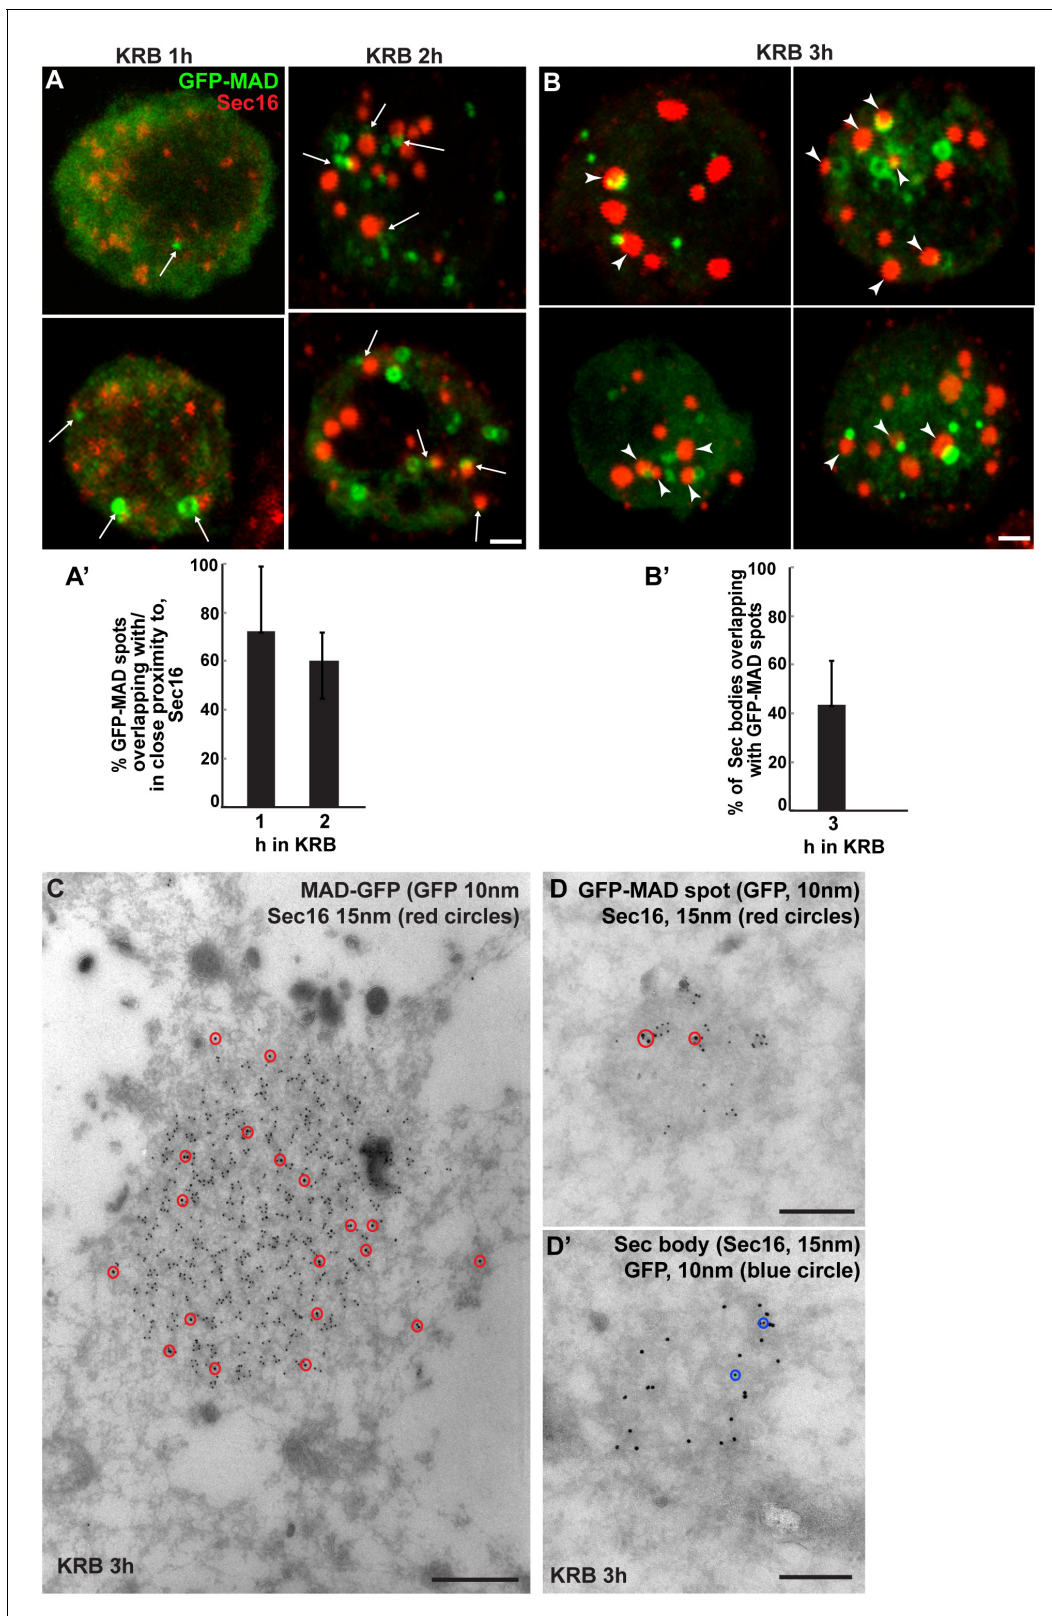 KRB 1h
KRB 2h
KRB 3h
A
GFP-MAD
Sec16
B
A'
% GFP-MAD spots
overlapping with/
in close proximity to,
Sec16
100
80
60
40
20
0
1
2
h in KRB
B'
% of Sec bodies overlapping
with GFP-MAD spots
100
80
60
40
20
0
3
h in KRB
C
MAD-GFP (GFP 10nm
Sec16 15nm (red circles)
KRB 3h
D
GFP-MAD spot (GFP, 10nm)
Sec16, 15nm (red circles)
D'
Sec body (Sec16, 15nm)
GFP, 10nm (blue circle)
KRB 3h